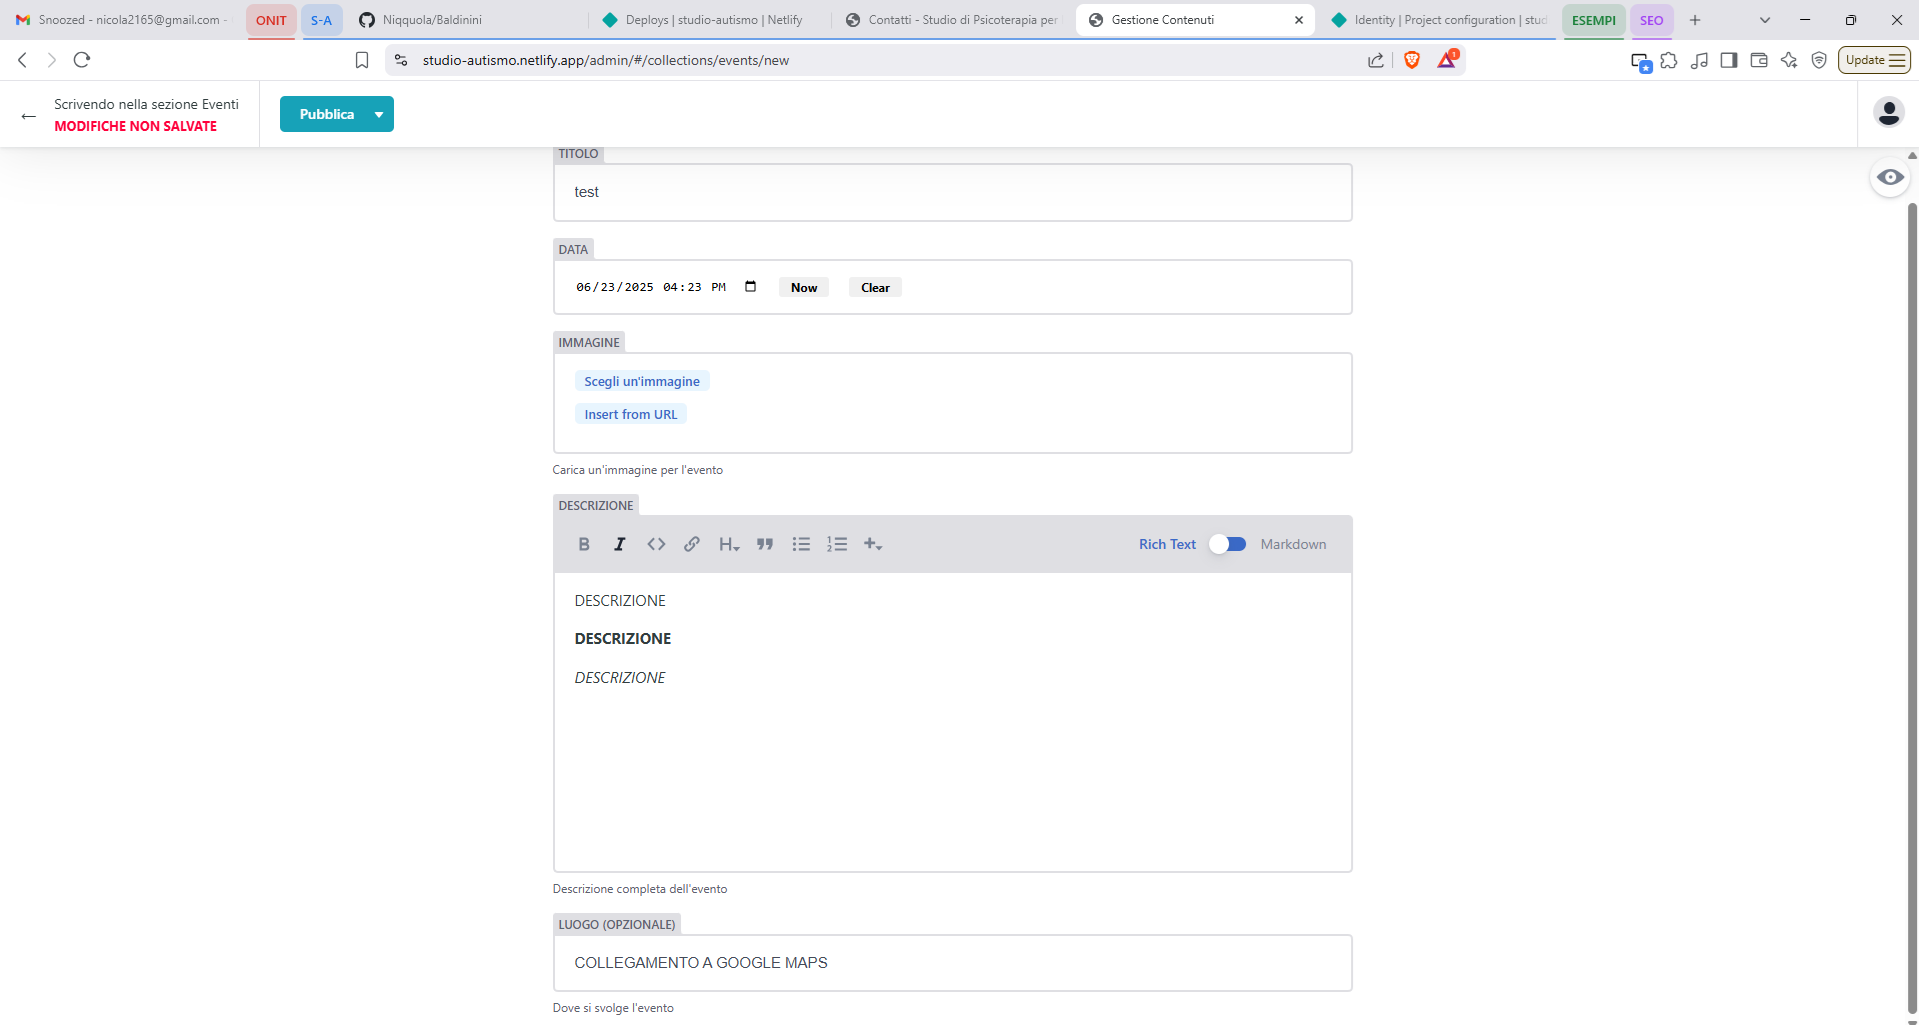 Snoozed - nicola2165@gmail.com -
ONIT
S-A
Niqquola/Baldinini
Deploys | studio-autismo | Netlify
Contatti - Studio di Psicoterapia per
Gestione Contenuti
Identity | Project configuration | stud
ESEMPI
SEO
studio-autismo.netlify.app/admin/#/collections/events/new
1
Update
Scrivendo nella sezione Eventi
MODIFICHE NON SALVATE
Pubblica
TITOLO
test
DATA
06/23/2025 04:23 PM
Now
Clear
IMMAGINE
Scegli un'immagine
Insert from URL
Carica un'immagine per l'evento
DESCRIZIONE
Rich Text
Markdown
DESCRIZIONE
DESCRIZIONE
DESCRIZIONE
Descrizione completa dell'evento
LUOGO (OPZIONALE)
COLLEGAMENTO A GOOGLE MAPS
Dove si svolge l'evento